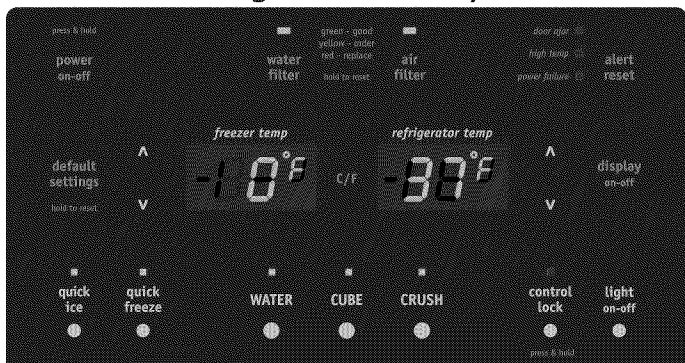 press & hold
power
on-off
water
filter
green - good
yellow - order
red - replace
hold to reset
air
filter
door ajar
high temp
power failure
alert
reset
freezer temp
refrigerator temp
default
settings
hold to reset
0°F
C/F
37°F
display
on-off
quick
ice
quick
freeze
WATER
CUBE
CRUSH
control
lock
light
on-off
press & hold